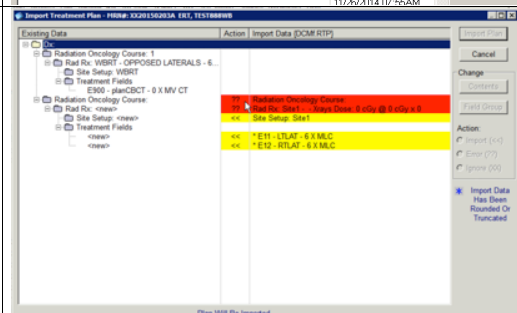 11/26/2014 07:56AM
Import Treatment Plan - MRN#: XX20150203A ERT, TEST888WB
Existing Data Action Import Data [DCM# RTP] Import Plan
Dx:
Radiation Oncology Course: 1 Cancel
Rad Rx: WBRT - OPPOSED LATERALS - 6...
Site Setup: WBRT Change
Treatment Fields Contents
E900 - planCBCT - 0 X MV CT
Radiation Oncology Course: ?? Radiation Oncology Course:
Rad Rx: <new> ?? Rad Rx: Site1 - - Xrays Dose: 0 cGy @ 0 cGy x 0 Field Group
Site Setup: <new> << Site Setup: Site1
Treatment Fields Action:
<new> << * E11 - LTLAT - 6 X MLC Import (<<)
<new> << * E12 - RTLAT - 6 X MLC Error (??)
Ignore (!!)
Import Data
Has Been
Rounded Or
Truncated
Plan Will Be Imported